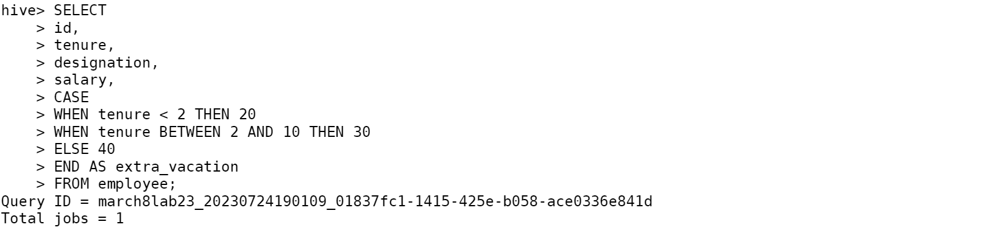 hive> SELECT
    > id,
    > tenure,
    > designation,
    > salary,
    > CASE
    > WHEN tenure < 2 THEN 20
    > WHEN tenure BETWEEN 2 AND 10 THEN 30
    > ELSE 40
    > END AS extra_vacation
    > FROM employee;
Query ID = march8lab23_20230724190109_01837fc1-1415-425e-b058-ace0336e841d
Total jobs = 1